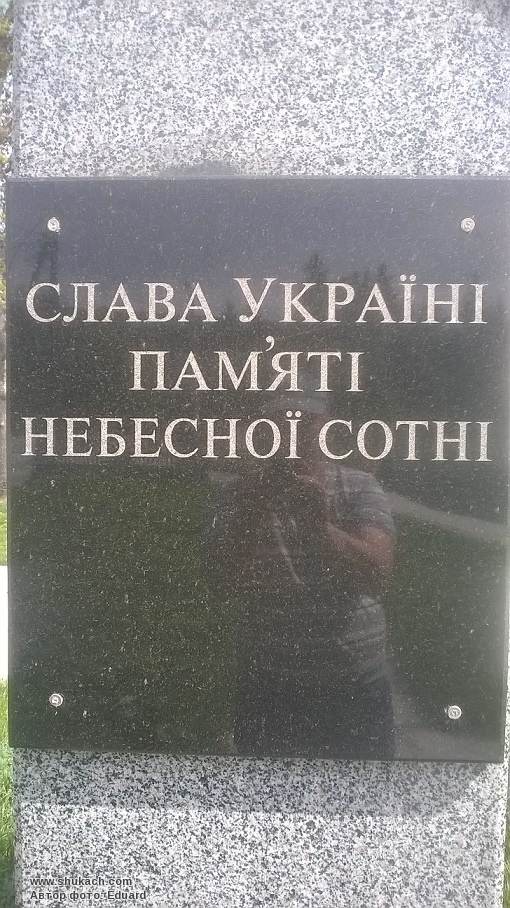 СЛАВА УКРАЇНІ
ПАМ'ЯТІ
НЕБЕСНОЇ СОТНІ
www.shukach.com
Автор фото: Eduard